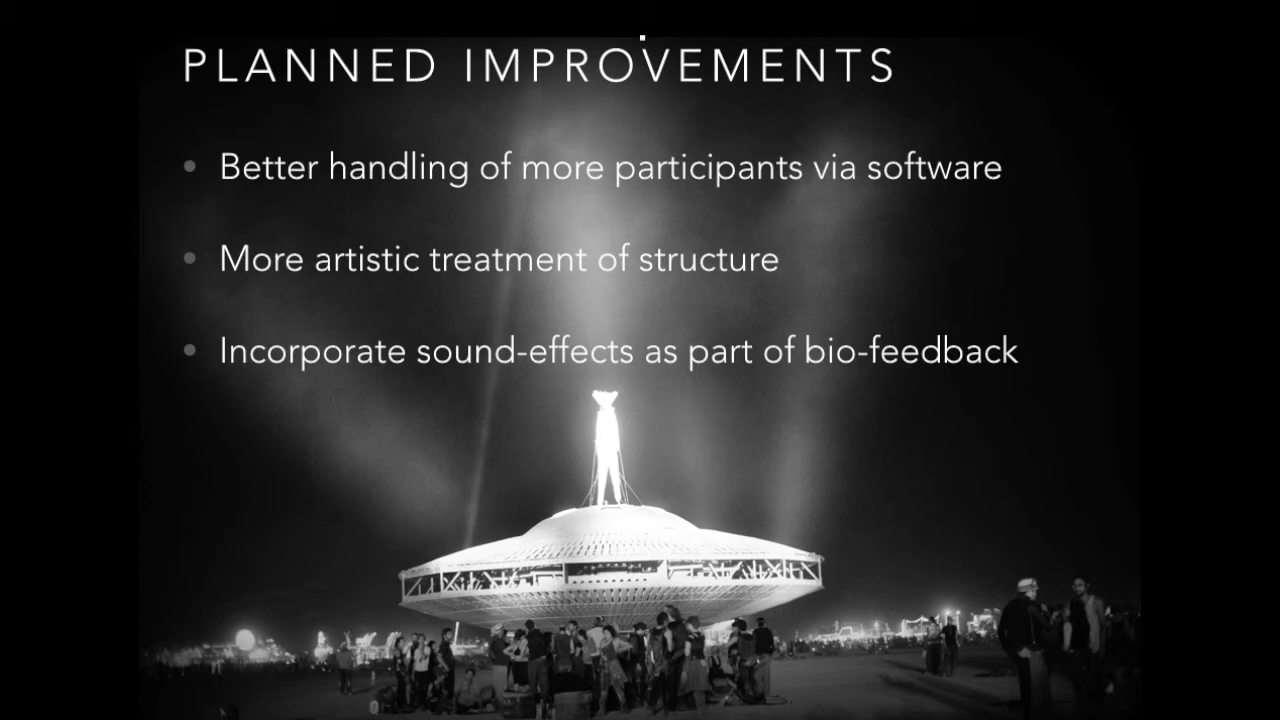 PLANNED IMPROVEMENTS
• Better handling of more participants via software
• More artistic treatment of structure
• Incorporate sound-effects as part of bio-feedback